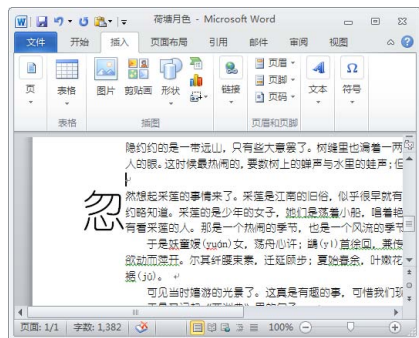 荷塘月色 - Microsoft Word
文件 开始 插入 页面布局 引用 邮件 审阅 视图
页 表格 图片 剪贴画 形状 链接 页眉 页脚 页码 文本 符号
表格 插图 页眉和页脚
隐约约的是一带远山，只有些大意罢了。树缝里也漏着一两
人的眼。这时候最热闹的，要数树上的蝉声与水里的蛙声；但
忽
然想起采莲的事情来了。采莲是江南的旧俗，似乎很早就有
约略知道。采莲的是少年的女子，她们是荡着小船，唱着艳
有看采莲的人。那是一个热闹的季节，也是一个风流的季节
于是妖童媛(yuán)女，荡舟心许；鷁(yì)首徐回，兼传
欲动而萍开。尔其纤腰束素，迁延顾步；夏始春余，叶嫩花
裾(jū)。
可见当时嬉游的光景了。这真是有趣的事，可惜我们现
页面: 1/1 字数: 1,382 100%